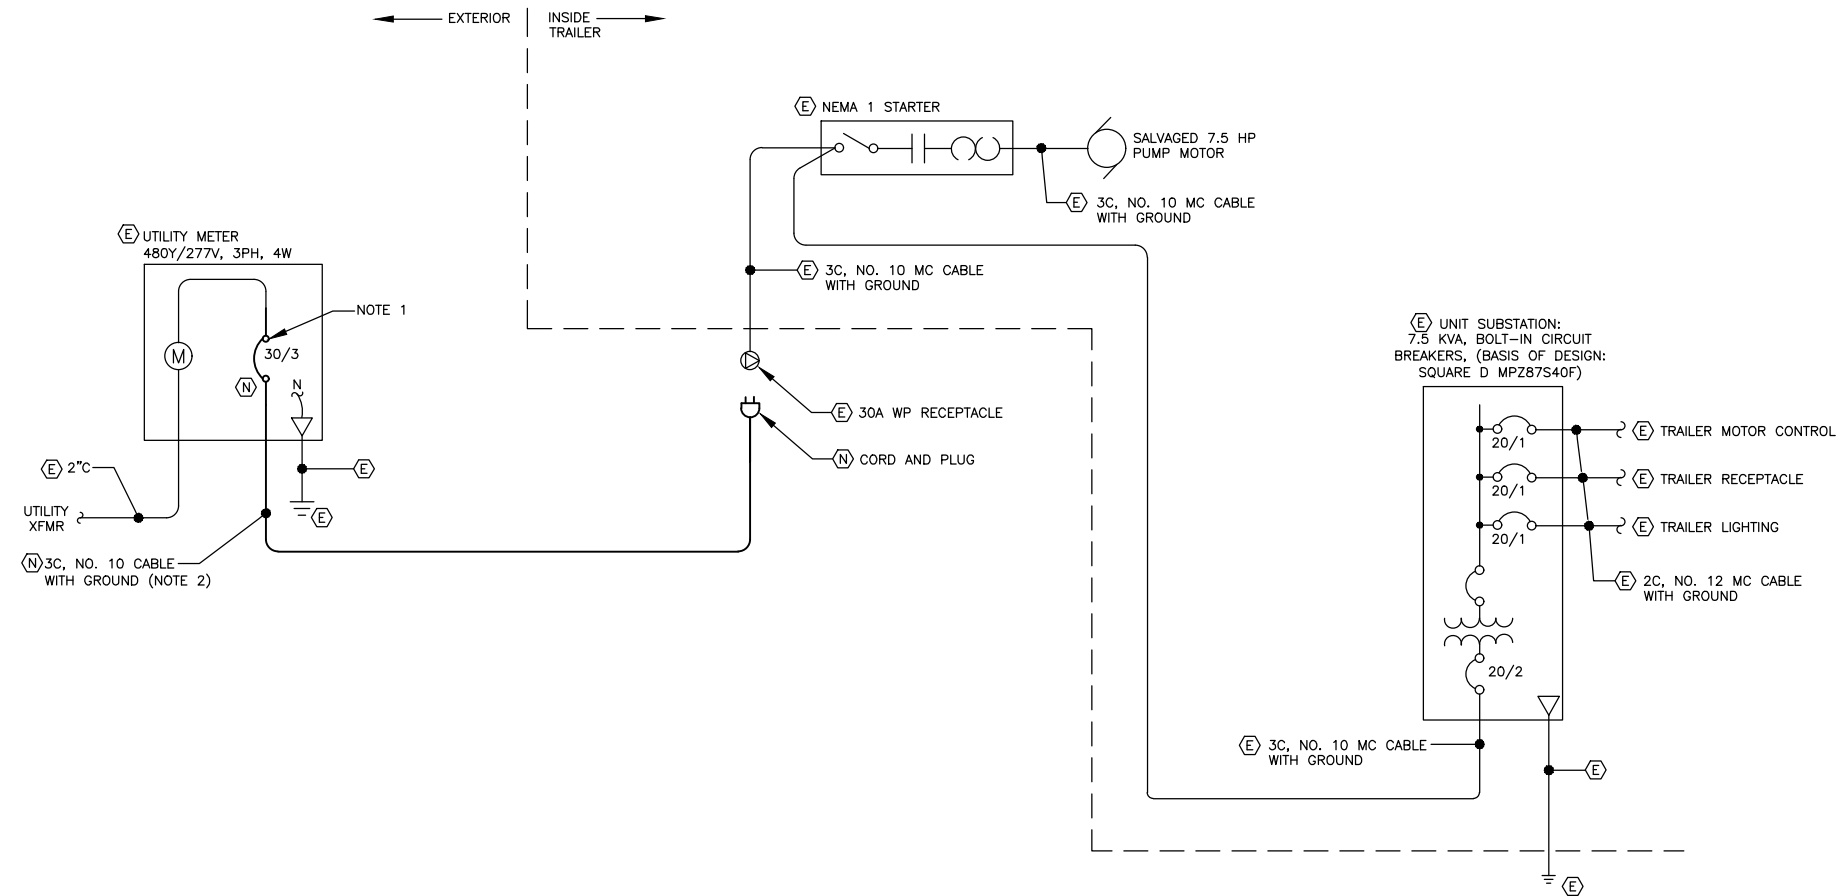 EXTERIOR
INSIDE
TRAILER
E NEMA 1 STARTER
SALVAGED 7.5 HP
PUMP MOTOR
E 3C, NO. 10 MC CABLE
WITH GROUND
E UTILITY METER
480Y/277V, 3PH, 4W
NOTE 1
M
30/3
N
N
E
E 2"C
UTILITY
XFMR
E
N 3C, NO. 10 CABLE
WITH GROUND (NOTE 2)
E 3C, NO. 10 MC CABLE
WITH GROUND
E 30A WP RECEPTACLE
N CORD AND PLUG
E UNIT SUBSTATION:
7.5 KVA, BOLT-IN CIRCUIT
BREAKERS, (BASIS OF DESIGN:
SQUARE D MPZ87S40F)
20/1
E TRAILER MOTOR CONTROL
20/1
E TRAILER RECEPTACLE
20/1
E TRAILER LIGHTING
E 2C, NO. 12 MC CABLE
WITH GROUND
20/2
E 3C, NO. 10 MC CABLE
WITH GROUND
E
E